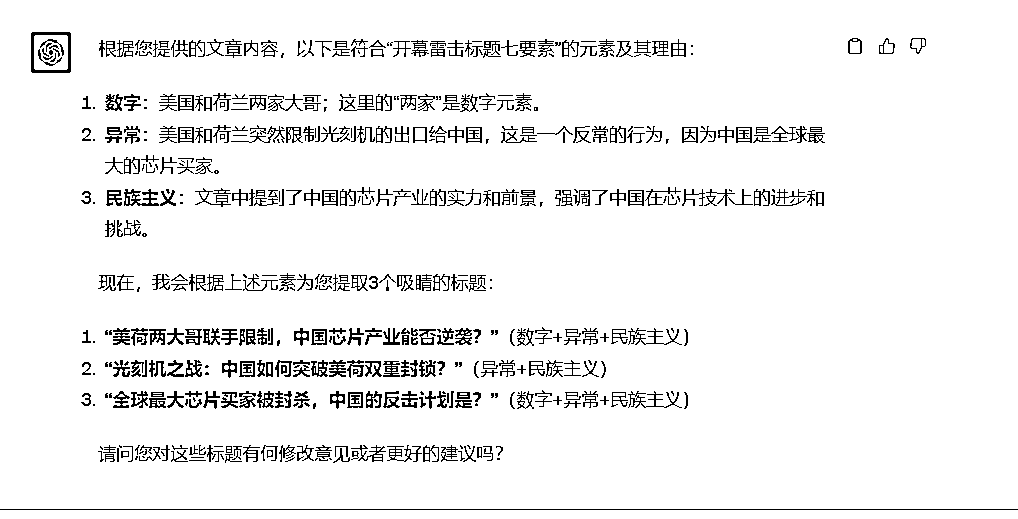 根据您提供的文章内容，以下是符合“开幕雷击标题七要素”的元素及其理由：
1. 数字：美国和荷兰两家大哥；这里的“两家”是数字元素。
2. 异常：美国和荷兰突然限制光刻机的出口给中国，这是一个反常的行为，因为中国是全球最
大的芯片买家。
3. 民族主义：文章中提到了中国的芯片产业的实力和前景，强调了中国在芯片技术上的进步和
挑战。
现在，我会根据上述元素为您提取3个吸睛的标题：
1. “美荷两大哥联手限制，中国芯片产业能否逆袭？”（数字+异常+民族主义）
2. “光刻机之战：中国如何突破美荷双重封锁？”（异常+民族主义）
3. “全球最大芯片买家被封杀，中国的反击计划是？”（数字+异常+民族主义）
请问您对这些标题有何修改意见或者更好的建议吗？